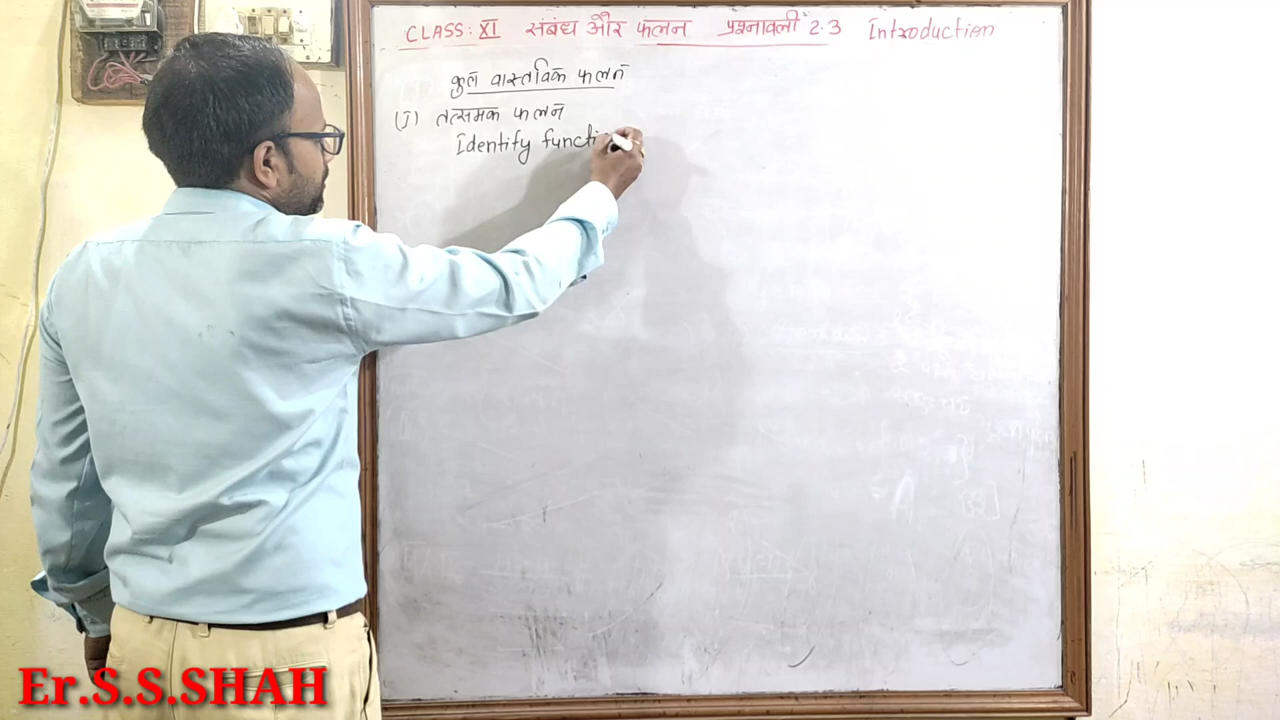 CLASS: XI संबंध और फलन प्रश्नावली 2.3 Introduction
कुल वास्तविक फलन
(i) तत्समक फलन
Identify functi
Er.S.S.SHAH